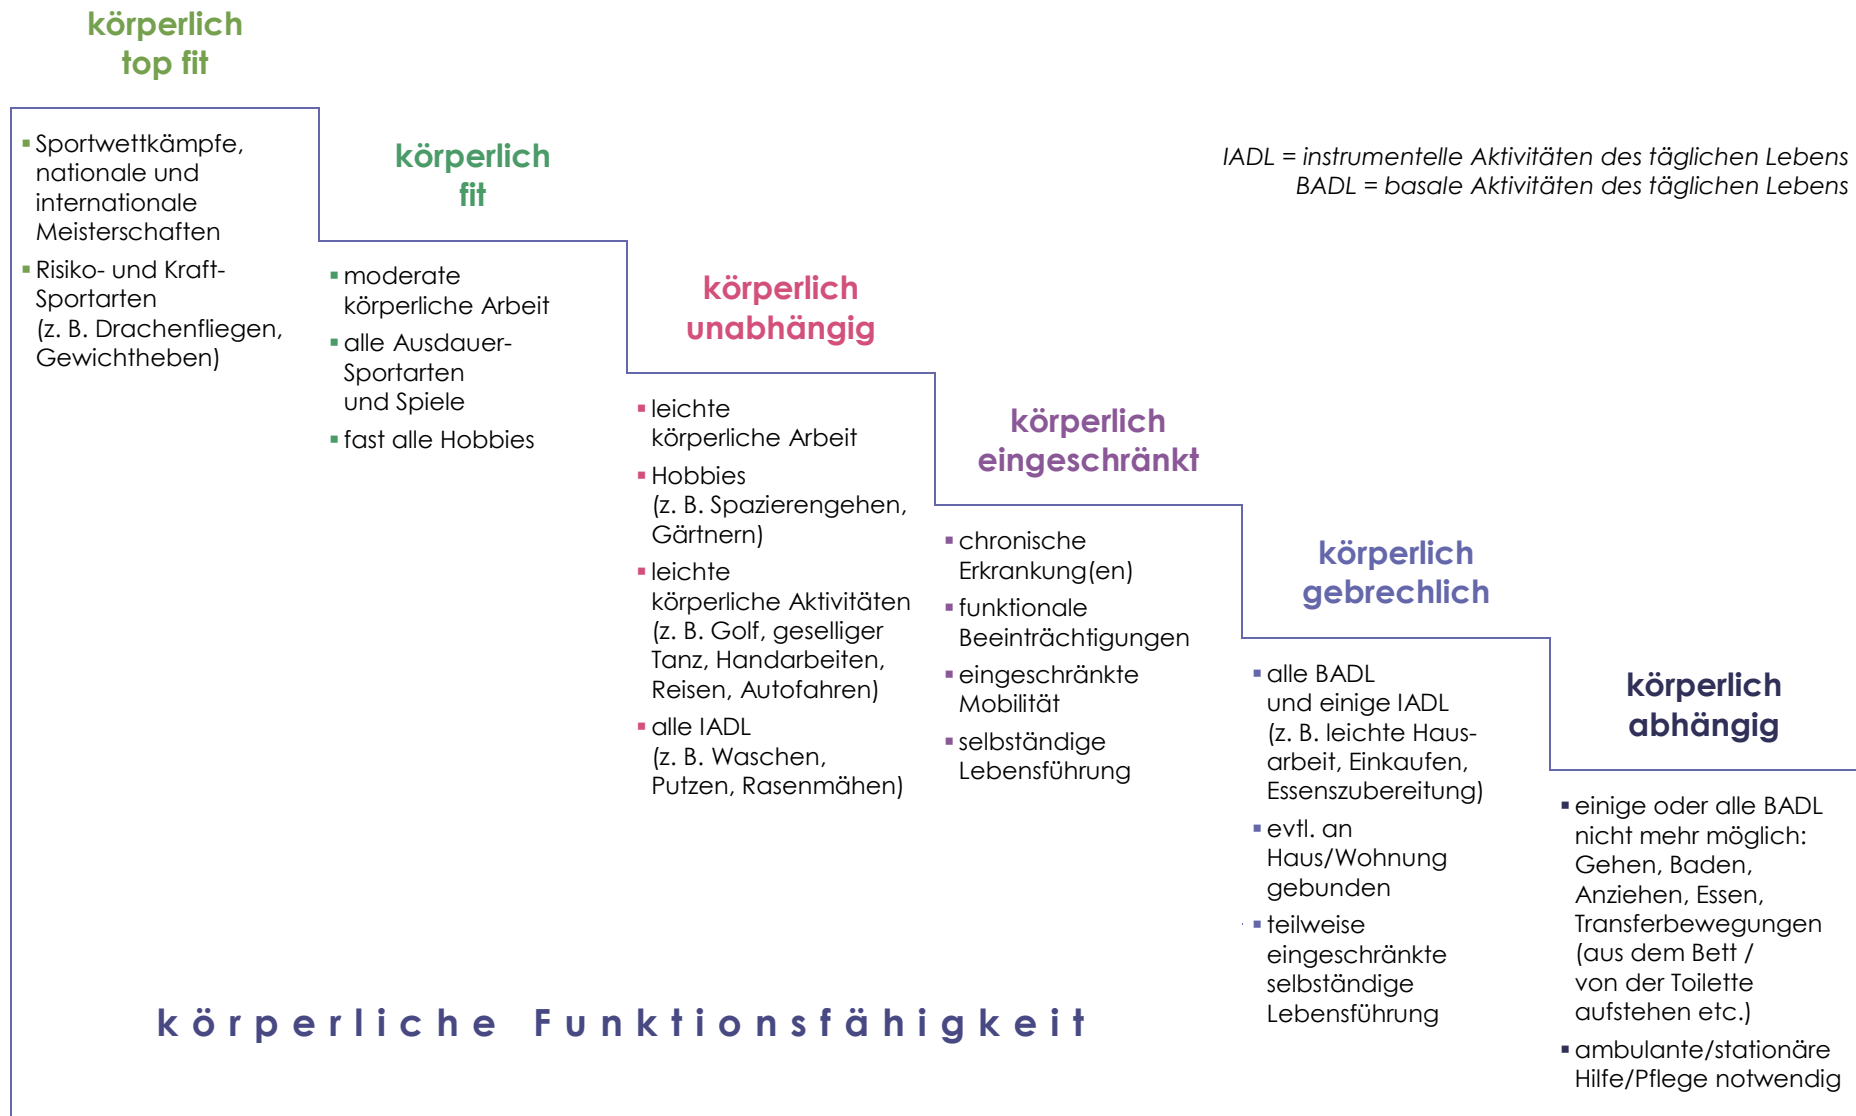 körperlich
top fit
▪ Sportwettkämpfe,
nationale und
internationale
Meisterschaften
▪ Risiko- und Kraft-
Sportarten
(z. B. Drachenfliegen,
Gewichtheben)
körperlich
fit
▪ moderate
körperliche Arbeit
▪ alle Ausdauer-
Sportarten
und Spiele
▪ fast alle Hobbies
IADL = instrumentelle Aktivitäten des täglichen Lebens
BADL = basale Aktivitäten des täglichen Lebens
körperlich
unabhängig
▪ leichte
körperliche Arbeit
▪ Hobbies
(z. B. Spazierengehen,
Gärtnern)
▪ leichte
körperliche Aktivitäten
(z. B. Golf, geselliger
Tanz, Handarbeiten,
Reisen, Autofahren)
▪ alle IADL
(z. B. Waschen,
Putzen, Rasenmähen)
körperlich
eingeschränkt
▪ chronische
Erkrankung(en)
▪ funktionale
Beeinträchtigungen
▪ eingeschränkte
Mobilität
▪ selbständige
Lebensführung
körperlich
gebrechlich
▪ alle BADL
und einige IADL
(z. B. leichte Haus-
arbeit, Einkaufen,
Essenszubereitung)
▪ evtl. an
Haus/Wohnung
gebunden
▪ teilweise
eingeschränkte
selbständige
Lebensführung
körperlich
abhängig
▪ einige oder alle BADL
nicht mehr möglich:
Gehen, Baden,
Anziehen, Essen,
Transferbewegungen
(aus dem Bett /
von der Toilette
aufstehen etc.)
▪ ambulante/stationäre
Hilfe/Pflege notwendig
körperliche Funktionsfähigkeit